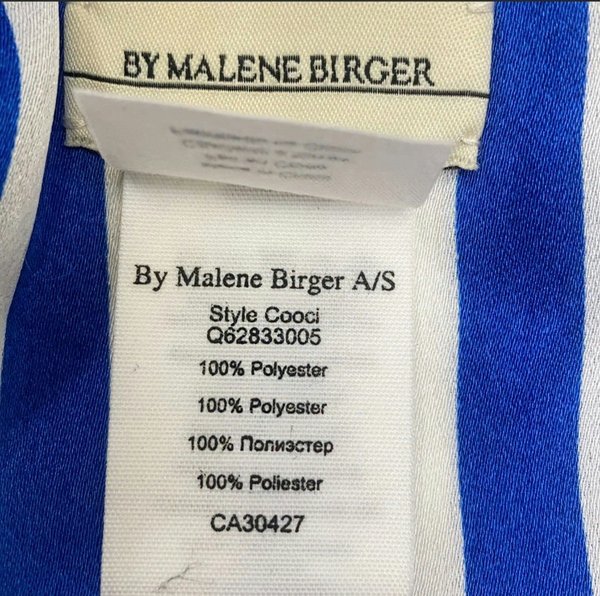 BY MALENE BIRGER
By Malene Birger A/S
Style Cooci
Q62833005
100% Polyester
100% Polyester
100% Полиэстер
100% Poliester
CA30427